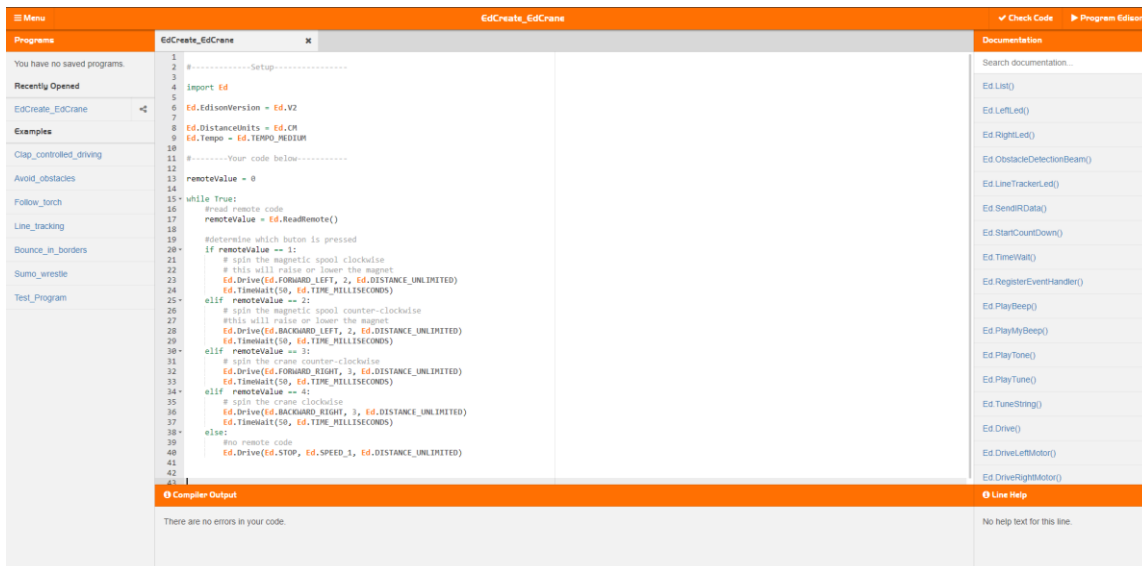 Menu
EdCreate_EdCrane
Check Code
Program Edison
Programs
You have no saved programs.
Recently Opened
EdCreate_EdCrane
Examples
Clap_controlled_driving
Avoid_obstacles
Follow_torch
Line_tracking
Bounce_in_borders
Sumo_wrestle
Test_Program
EdCreate_EdCrane
1
2 #-------------Setup----------------
3
4 import Ed
5
6 Ed.EdisonVersion = Ed.V2
7
8 Ed.DistanceUnits = Ed.CM
9 Ed.Tempo = Ed.TEMPO_MEDIUM
10
11 #--------Your code below-----------
12
13 remoteValue = 0
14
15 while True:
16 #read remote code
17 remoteValue = Ed.ReadRemote()
18
19 #determine which buton is pressed
20 if remoteValue == 1:
21 # spin the magnetic spool clockwise
22 # this will raise or lower the magnet
23 Ed.Drive(Ed.FORWARD_LEFT, 2, Ed.DISTANCE_UNLIMITED)
24 Ed.TimeWait(50, Ed.TIME_MILLISECONDS)
25 elif remoteValue == 2:
26 # spin the magnetic spool counter-clockwise
27 #this will raise or lower the magnet
28 Ed.Drive(Ed.BACKWARD_LEFT, 2, Ed.DISTANCE_UNLIMITED)
29 Ed.TimeWait(50, Ed.TIME_MILLISECONDS)
30 elif remoteValue == 3:
31 # spin the crane counter-clockwise
32 Ed.Drive(Ed.FORWARD_RIGHT, 3, Ed.DISTANCE_UNLIMITED)
33 Ed.TimeWait(50, Ed.TIME_MILLISECONDS)
34 elif remoteValue == 4:
35 # spin the crane clockwise
36 Ed.Drive(Ed.BACKWARD_RIGHT, 3, Ed.DISTANCE_UNLIMITED)
37 Ed.TimeWait(50, Ed.TIME_MILLISECONDS)
38 else:
39 #no remote code
40 Ed.Drive(Ed.STOP, Ed.SPEED_1, Ed.DISTANCE_UNLIMITED)
41
42
43
Compiler Output
There are no errors in your code.
Documentation
Search documentation...
Ed.List()
Ed.LeftLed()
Ed.RightLed()
Ed.ObstacleDetectionBeam()
Ed.LineTrackerLed()
Ed.SendIRData()
Ed.StartCountDown()
Ed.TimeWait()
Ed.RegisterEventHandler()
Ed.PlayBeep()
Ed.PlayMyBeep()
Ed.PlayTone()
Ed.PlayTune()
Ed.TuneString()
Ed.Drive()
Ed.DriveLeftMotor()
Ed.DriveRightMotor()
Line Help
No help text for this line.